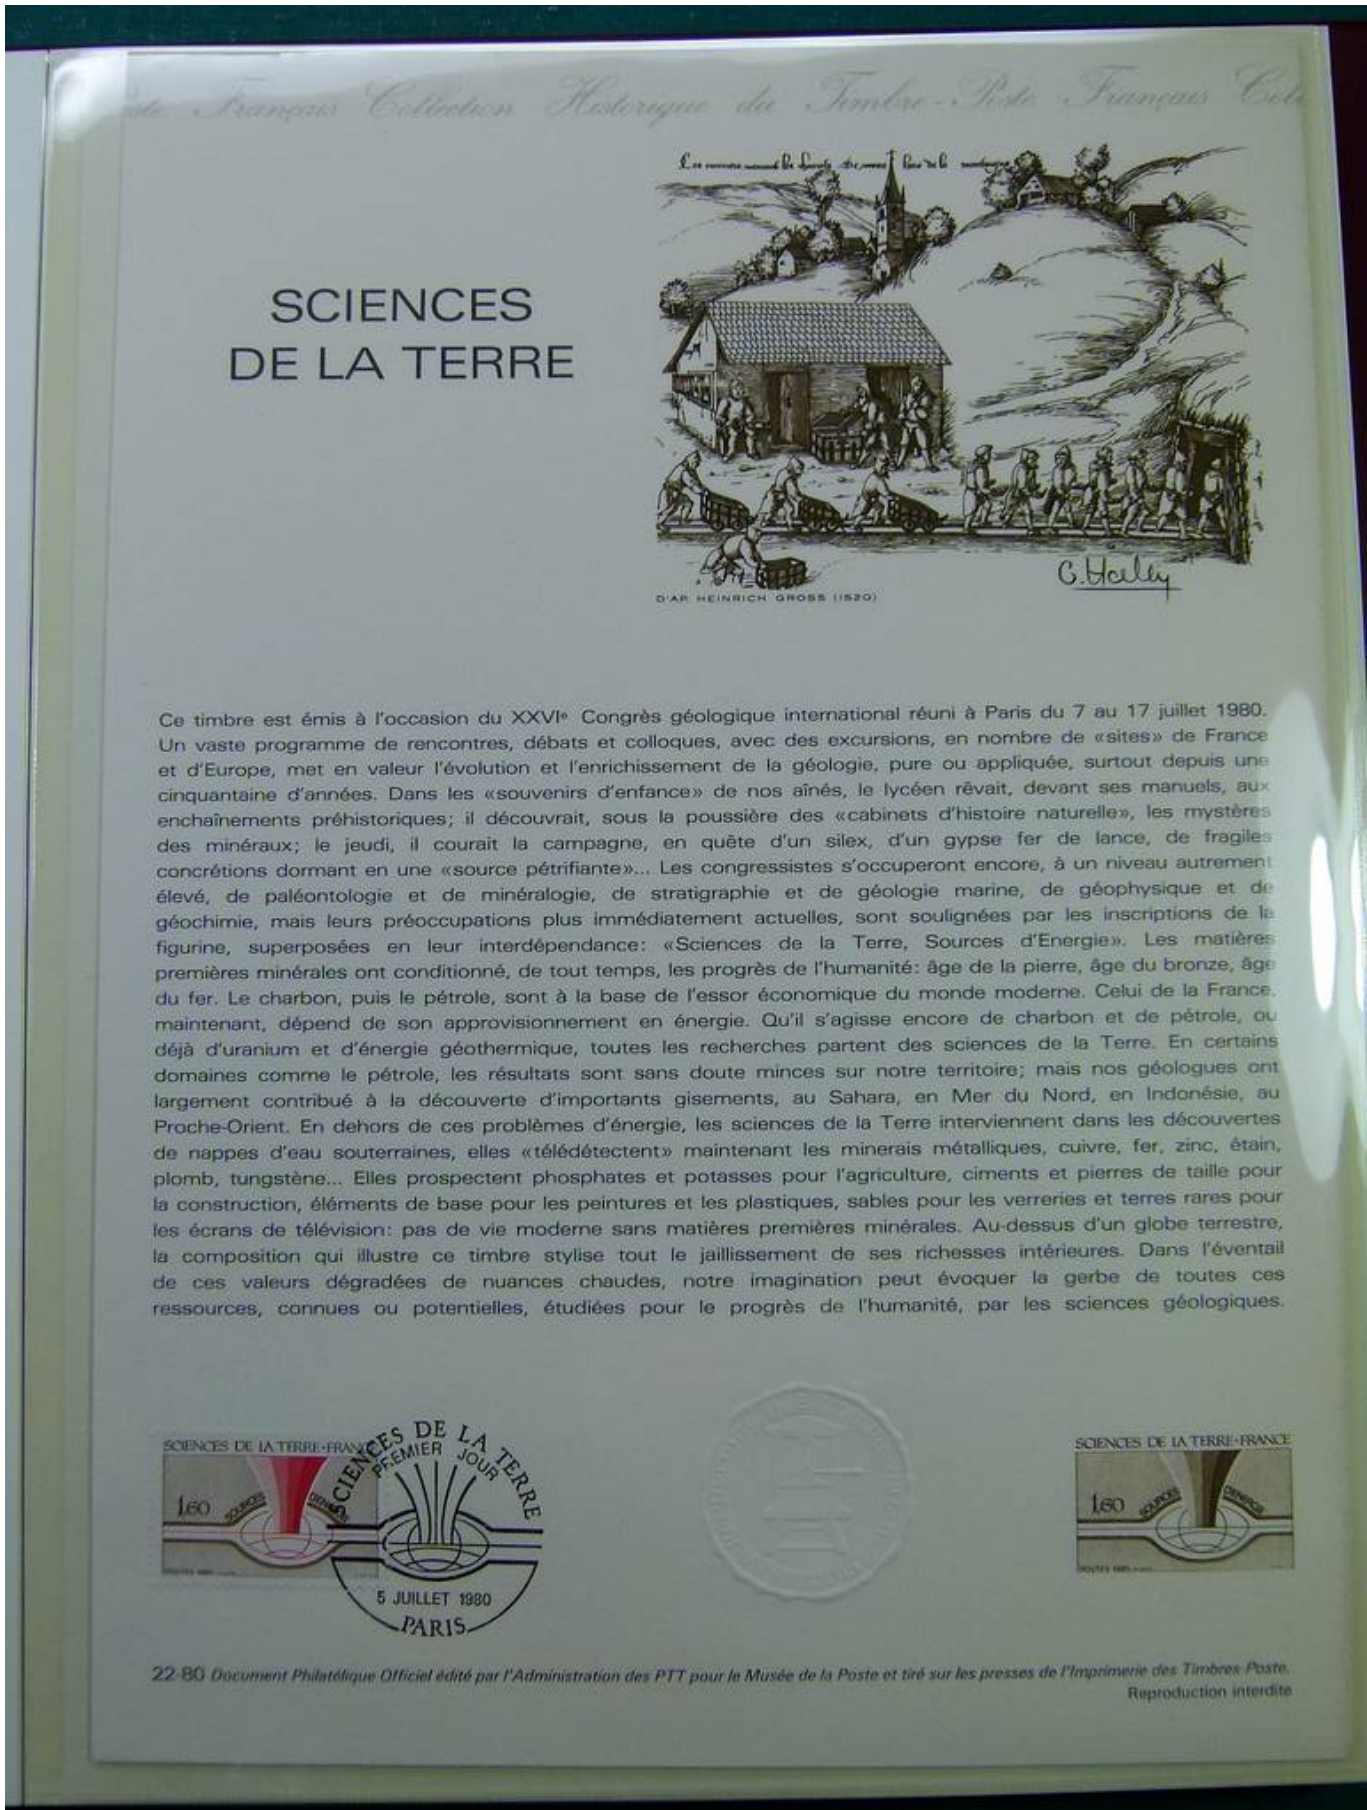 Poste Français Collection Historique du Timbre-Poste Français
SCIENCES
DE LA TERRE
D'AP. HEINRICH GROSS (1520)
Ce timbre est émis à l'occasion du XXVIe Congrès géologique international réuni à Paris du 7 au 17 juillet 1980.
Un vaste programme de rencontres, débats et colloques, avec des excursions, en nombre de «sites» de France
et d'Europe, met en valeur l'évolution et l'enrichissement de la géologie, pure ou appliquée, surtout depuis une
cinquantaine d'années. Dans les «souvenirs d'enfance» de nos aînés, le lycéen rêvait, devant ses manuels, aux
enchaînements préhistoriques; il découvrait, sous la poussière des «cabinets d'histoire naturelle», les mystères
des minéraux; le jeudi, il courait la campagne, en quête d'un silex, d'un gypse fer de lance, de fragiles
concrétions dormant en une «source pétrifiante»... Les congressistes s'occuperont encore, à un niveau autrement
élevé, de paléontologie et de minéralogie, de stratigraphie et de géologie marine, de géophysique et de
géochimie, mais leurs préoccupations plus immédiatement actuelles, sont soulignées par les inscriptions de la
figurine, superposées en leur interdépendance: «Sciences de la Terre, Sources d'Energie». Les matières
premières minérales ont conditionné, de tout temps, les progrès de l'humanité: âge de la pierre, âge du bronze, âge
du fer. Le charbon, puis le pétrole, sont à la base de l'essor économique du monde moderne. Celui de la France,
maintenant, dépend de son approvisionnement en énergie. Qu'il s'agisse encore de charbon et de pétrole, ou
déjà d'uranium et d'énergie géothermique, toutes les recherches partent des sciences de la Terre. En certains
domaines comme le pétrole, les résultats sont sans doute minces sur notre territoire; mais nos géologues ont
largement contribué à la découverte d'importants gisements, au Sahara, en Mer du Nord, en Indonésie, au
Proche-Orient. En dehors de ces problèmes d'énergie, les sciences de la Terre interviennent dans les découvertes
de nappes d'eau souterraines, elles «télédétectent» maintenant les minerais métalliques, cuivre, fer, zinc, étain,
plomb, tungstène... Elles prospectent phosphates et potasses pour l'agriculture, ciments et pierres de taille pour
la construction, éléments de base pour les peintures et les plastiques, sables pour les verreries et terres rares pour
les écrans de télévision: pas de vie moderne sans matières premières minérales. Au-dessus d'un globe terrestre,
la composition qui illustre ce timbre stylise tout le jaillissement de ses richesses intérieures. Dans l'éventail
de ces valeurs dégradées de nuances chaudes, notre imagination peut évoquer la gerbe de toutes ces
ressources, connues ou potentielles, étudiées pour le progrès de l'humanité, par les sciences géologiques.
SCIENCES DE LA TERRE•FRANCE
1,60
SOURCES D'ENERGIE
POSTES 1980
SCIENCES DE LA TERRE
PREMIER JOUR
5 JUILLET 1980
PARIS
SCIENCES DE LA TERRE•FRANCE
1,60
SOURCES D'ENERGIE
POSTES 1980
22-80 Document Philatélique Officiel édité par l'Administration des PTT pour le Musée de la Poste et tiré sur les presses de l'Imprimerie des Timbres-Poste.
Reproduction interdite